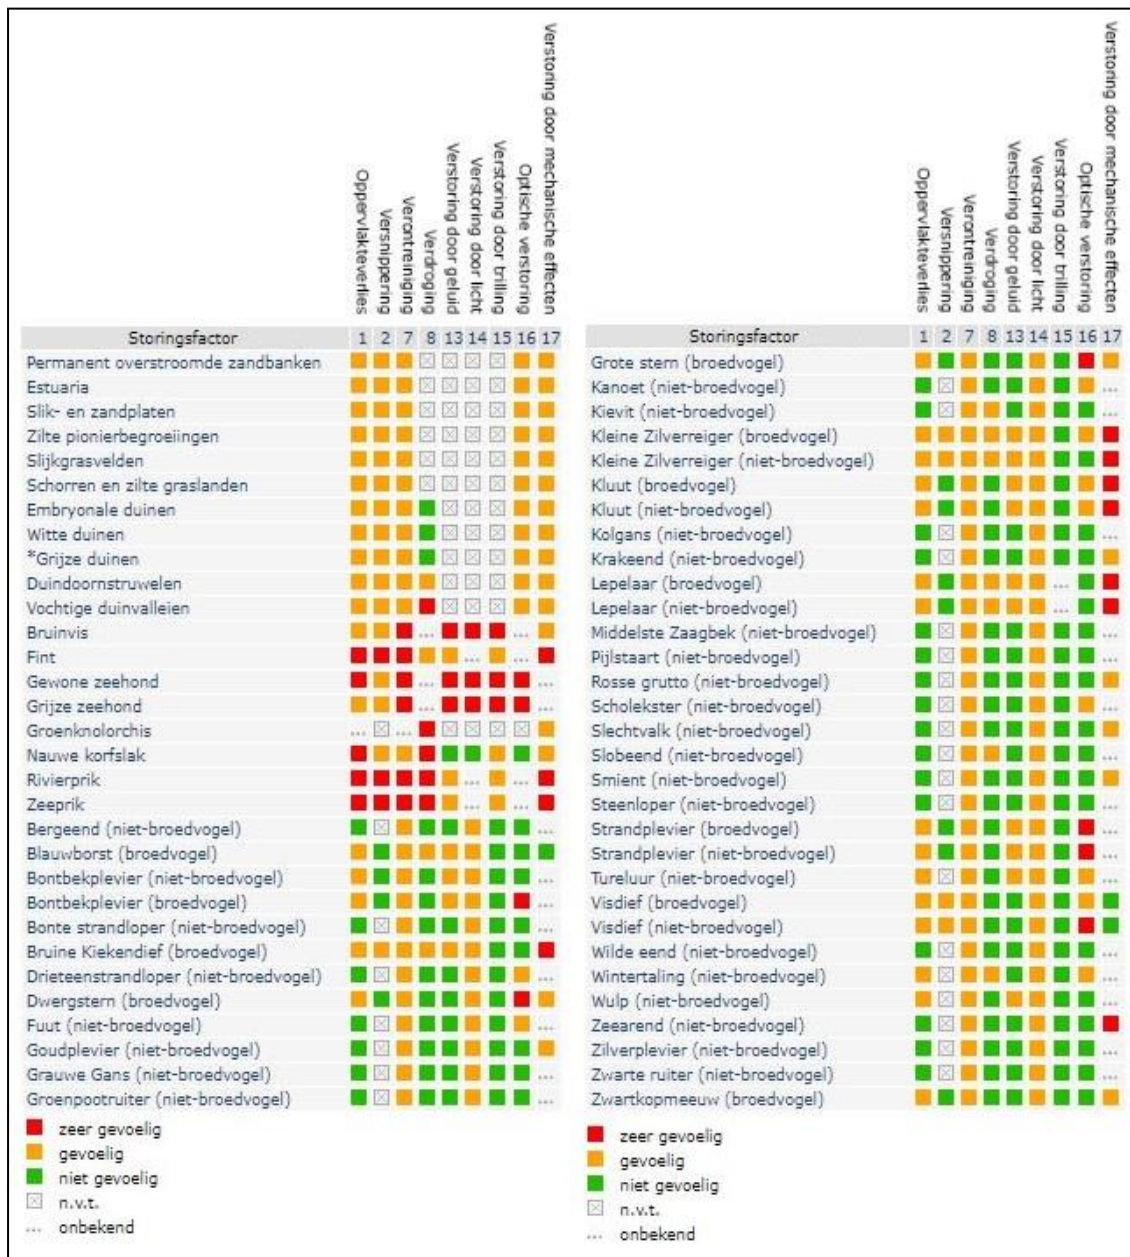 Oppervlakteverlies
Versnippering
Verontreiniging
Verdroging
Verstoring door geluid
Verstoring door licht
Verstoring door trilling
Optische verstoring
Verstoring door mechanische effecten
Storingsfactor 1 2 7 8 13 14 15 16 17
Permanent overstroomde zandbanken
Estuaria
Slik- en zandplaten
Zilte pionierbegroeiingen
Slijkgrasvelden
Schorren en zilte graslanden
Embryonale duinen
Witte duinen
*Grijze duinen
Duindoornstruwelen
Vochtige duinvalleien
Bruinvis ... ...
Fint ... ...
Gewone zeehond ... ...
Grijze zeehond ... ...
Groenknolorchis ... ...
Nauwe korfslak
Rivierprik ... ...
Zeeprik ... ...
Bergeend (niet-broedvogel) ...
Blauwborst (broedvogel)
Bontbekplevier (niet-broedvogel) ...
Bontbekplevier (broedvogel) ...
Bonte strandloper (niet-broedvogel) ...
Bruine Kiekendief (broedvogel)
Drieteenstrandloper (niet-broedvogel) ...
Dwergstern (broedvogel)
Fuut (niet-broedvogel) ...
Goudplevier (niet-broedvogel)
Grauwe Gans (niet-broedvogel) ...
Groenpootruiter (niet-broedvogel) ...
zeer gevoelig
gevoelig
niet gevoelig
n.v.t.
... onbekend
Oppervlakteverlies
Versnippering
Verontreiniging
Verdroging
Verstoring door geluid
Verstoring door licht
Verstoring door trilling
Optische verstoring
Verstoring door mechanische effecten
Storingsfactor 1 2 7 8 13 14 15 16 17
Grote stern (broedvogel)
Kanoet (niet-broedvogel) ...
Kievit (niet-broedvogel) ...
Kleine Zilverreiger (broedvogel)
Kleine Zilverreiger (niet-broedvogel)
Kluut (broedvogel)
Kluut (niet-broedvogel)
Kolgans (niet-broedvogel) ...
Krakeend (niet-broedvogel)
Lepelaar (broedvogel) ...
Lepelaar (niet-broedvogel) ...
Middelste Zaagbek (niet-broedvogel) ...
Pijlstaart (niet-broedvogel) ...
Rosse grutto (niet-broedvogel)
Scholekster (niet-broedvogel) ...
Slechtvalk (niet-broedvogel)
Slobeend (niet-broedvogel) ...
Smient (niet-broedvogel)
Steenloper (niet-broedvogel) ...
Strandplevier (broedvogel) ...
Strandplevier (niet-broedvogel) ...
Tureluur (niet-broedvogel) ...
Visdief (broedvogel)
Visdief (niet-broedvogel)
Wilde eend (niet-broedvogel) ...
Wintertaling (niet-broedvogel) ...
Wulp (niet-broedvogel) ...
Zeearend (niet-broedvogel)
Zilverplevier (niet-broedvogel) ...
Zwarte ruiter (niet-broedvogel) ...
Zwartkopmeeuw (broedvogel)
zeer gevoelig
gevoelig
niet gevoelig
n.v.t.
... onbekend